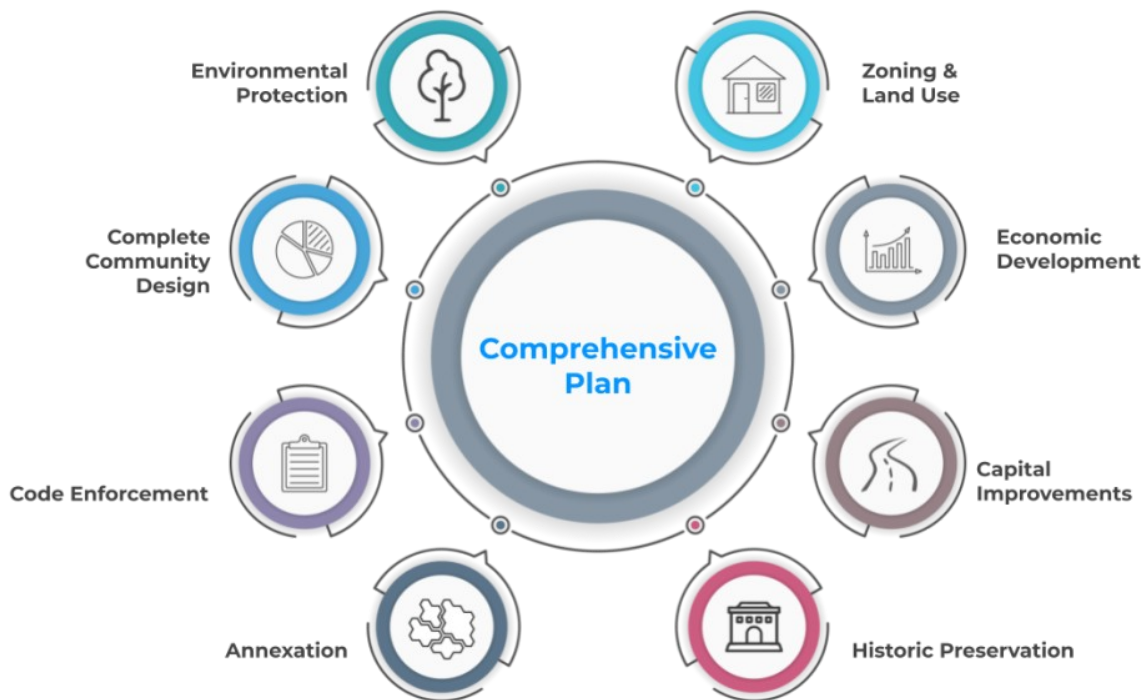 Environmental
Protection
Zoning &
Land Use
Complete
Community
Design
Economic
Development
Comprehensive
Plan
Code Enforcement
Capital
Improvements
Annexation
Historic Preservation